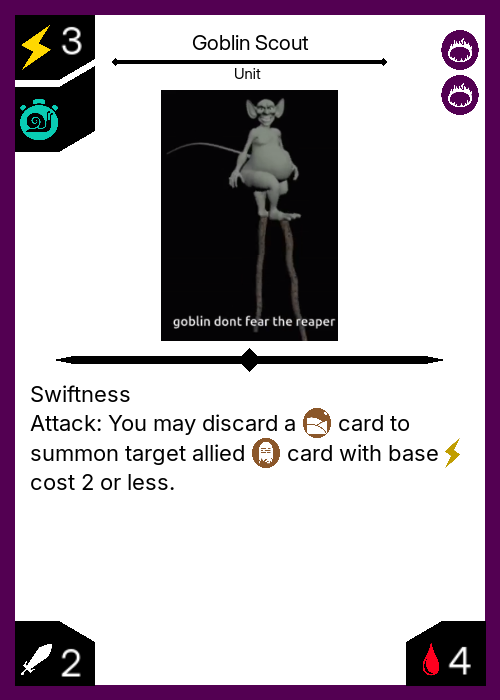 3
Goblin Scout
Unit
goblin dont fear the reaper
Swiftness
Attack: You may discard a card to
summon target allied card with base
cost 2 or less.
2
4